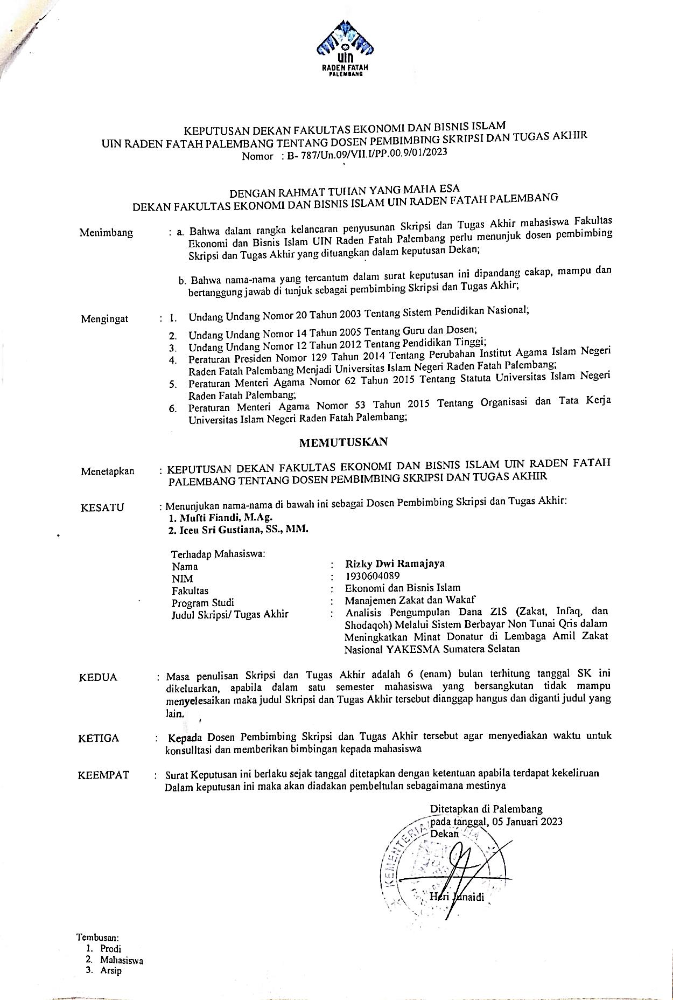 uin
RADEN FATAH
PALEMBANG
KEPUTUSAN DEKAN FAKULTAS EKONOMI DAN BISNIS ISLAM
UIN RADEN FATAH PALEMBANG TENTANG DOSEN PEMBIMBING SKRIPSI DAN TUGAS AKHIR
Nomor : B- 787/Un.09/VII.I/PP.00.9/01/2023
DENGAN RAHMAT TUHAN YANG MAHA ESA
DEKAN FAKULTAS EKONOMI DAN BISNIS ISLAM UIN RADEN FATAH PALEMBANG
Menimbang : a. Bahwa dalam rangka kelancaran penyusunan Skripsi dan Tugas Akhir mahasiswa Fakultas
Ekonomi dan Bisnis Islam UIN Raden Fatah Palembang perlu menunjuk dosen pembimbing
Skripsi dan Tugas Akhir yang dituangkan dalam keputusan Dekan;
b. Bahwa nama-nama yang tercantum dalam surat keputusan ini dipandang cakap, mampu dan
bertanggung jawab di tunjuk sebagai pembimbing Skripsi dan Tugas Akhir;
Mengingat : 1. Undang Undang Nomor 20 Tahun 2003 Tentang Sistem Pendidikan Nasional;
2. Undang Undang Nomor 14 Tahun 2005 Tentang Guru dan Dosen;
3. Undang Undang Nomor 12 Tahun 2012 Tentang Pendidikan Tinggi;
4. Peraturan Presiden Nomor 129 Tahun 2014 Tentang Perubahan Institut Agama Islam Negeri
Raden Fatah Palembang Menjadi Universitas Islam Negeri Raden Fatah Palembang;
5. Peraturan Menteri Agama Nomor 62 Tahun 2015 Tentang Statuta Universitas Islam Negeri
Raden Fatah Palembang;
6. Peraturan Menteri Agama Nomor 53 Tahun 2015 Tentang Organisasi dan Tata Kerja
Universitas Islam Negeri Raden Fatah Palembang;
MEMUTUSKAN
Menetapkan : KEPUTUSAN DEKAN FAKULTAS EKONOMI DAN BISNIS ISLAM UIN RADEN FATAH
PALEMBANG TENTANG DOSEN PEMBIMBING SKRIPSI DAN TUGAS AKHIR
KESATU : Menunjukan nama-nama di bawah ini sebagai Dosen Pembimbing Skripsi dan Tugas Akhir:
1. Mufti Fiandi, M.Ag.
2. Iceu Sri Gustiana, SS., MM.
Terhadap Mahasiswa:
Nama : Rizky Dwi Ramajaya
NIM : 1930604089
Fakultas : Ekonomi dan Bisnis Islam
Program Studi : Manajemen Zakat dan Wakaf
Judul Skripsi/ Tugas Akhir : Analisis Pengumpulan Dana ZIS (Zakat, Infaq, dan
Shodaqoh) Melalui Sistem Berbayar Non Tunai Qris dalam
Meningkatkan Minat Donatur di Lembaga Amil Zakat
Nasional YAKESMA Sumatera Selatan
KEDUA : Masa penulisan Skripsi dan Tugas Akhir adalah 6 (enam) bulan terhitung tanggal SK ini
dikeluarkan, apabila dalam satu semester mahasiswa yang bersangkutan tidak mampu
menyelesaikan maka judul Skripsi dan Tugas Akhir tersebut dianggap hangus dan diganti judul yang
lain.
KETIGA : Kepada Dosen Pembimbing Skripsi dan Tugas Akhir tersebut agar menyediakan waktu untuk
konsulltasi dan memberikan bimbingan kepada mahasiswa
KEEMPAT : Surat Keputusan ini berlaku sejak tanggal ditetapkan dengan ketentuan apabila terdapat kekeliruan
Dalam keputusan ini maka akan diadakan pembeltulan sebagaimana mestinya
Ditetapkan di Palembang
pada tanggal, 05 Januari 2023
Dekan
Heri Junaidi
Tembusan:
1. Prodi
2. Mahasiswa
3. Arsip